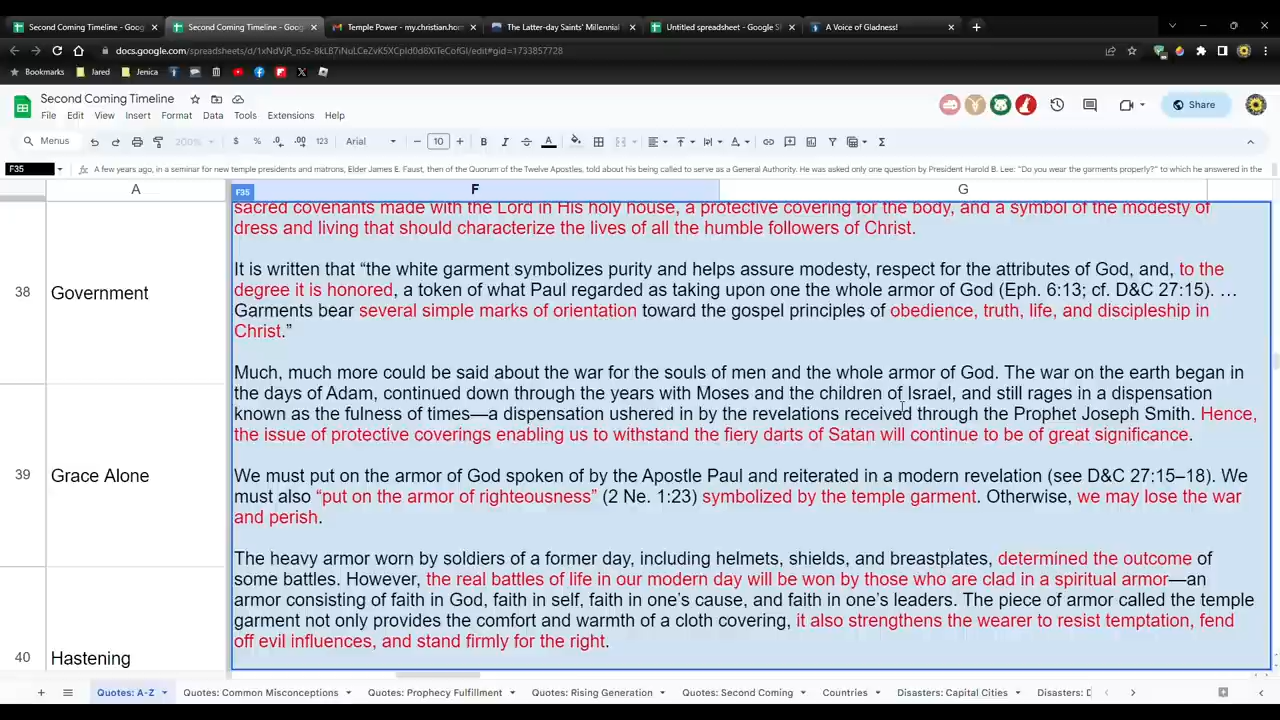 Second Coming Timeline - Goog
Second Coming Timeline - Goog
Temple Power - my.christian.hom
The Latter-day Saints' Millennial
Untitled spreadsheet - Google Sh
A Voice of Gladness!
Bookmarks
Jared
Jenica
Second Coming Timeline
Share
File
Edit
View
Insert
Format
Data
Tools
Extensions
Help
Menus
200%
$
%
.0
.00
123
Arial
10
F35
A few years ago, in a seminar for new temple presidents and matrons, Elder James E. Faust, then of the Quorum of the Twelve Apostles, told about his being called to serve as a General Authority. He was asked only one question by President Harold B. Lee: "Do you wear the garments properly?" to which he answered in the
A
F35
F
G
sacred covenants made with the Lord in His holy house, a protective covering for the body, and a symbol of the modesty of
dress and living that should characterize the lives of all the humble followers of Christ.
It is written that “the white garment symbolizes purity and helps assure modesty, respect for the attributes of God, and, to the
38
Government
degree it is honored, a token of what Paul regarded as taking upon one the whole armor of God (Eph. 6:13; cf. D&C 27:15). …
Garments bear several simple marks of orientation toward the gospel principles of obedience, truth, life, and discipleship in
Christ.”
Much, much more could be said about the war for the souls of men and the whole armor of God. The war on the earth began in
the days of Adam, continued down through the years with Moses and the children of Israel, and still rages in a dispensation
known as the fulness of times—a dispensation ushered in by the revelations received through the Prophet Joseph Smith. Hence,
the issue of protective coverings enabling us to withstand the fiery darts of Satan will continue to be of great significance.
39
Grace Alone
We must put on the armor of God spoken of by the Apostle Paul and reiterated in a modern revelation (see D&C 27:15–18). We
must also “put on the armor of righteousness” (2 Ne. 1:23) symbolized by the temple garment. Otherwise, we may lose the war
and perish.
The heavy armor worn by soldiers of a former day, including helmets, shields, and breastplates, determined the outcome of
some battles. However, the real battles of life in our modern day will be won by those who are clad in a spiritual armor—an
armor consisting of faith in God, faith in self, faith in one’s cause, and faith in one’s leaders. The piece of armor called the temple
garment not only provides the comfort and warmth of a cloth covering, it also strengthens the wearer to resist temptation, fend
off evil influences, and stand firmly for the right.
40
Hastening
Quotes: A-Z
Quotes: Common Misconceptions
Quotes: Prophecy Fulfillment
Quotes: Rising Generation
Quotes: Second Coming
Countries
Disasters: Capital Cities
Disasters: D